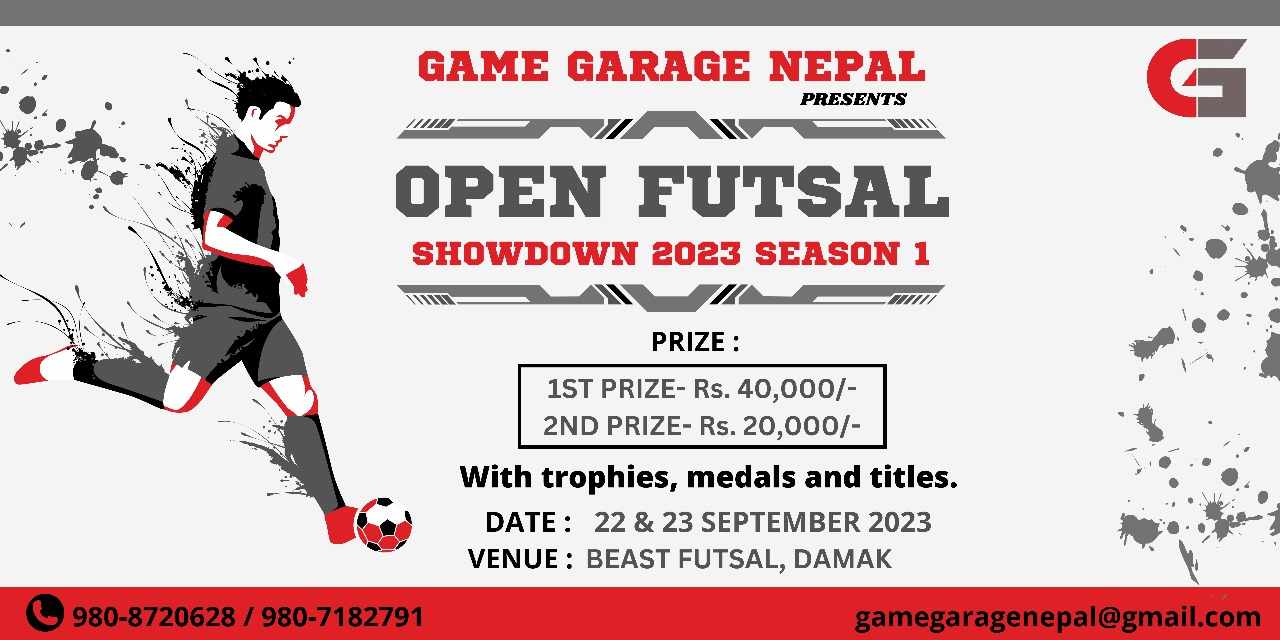 GAME GARAGE NEPAL
PRESENTS
G
OPEN FUTSAL
SHOWDOWN 2023 SEASON 1
PRIZE :
1ST PRIZE- Rs. 40,000/-
2ND PRIZE- Rs. 20,000/-
With trophies, medals and titles.
DATE : 22 & 23 SEPTEMBER 2023
VENUE : BEAST FUTSAL, DAMAK
980-8720628 / 980-7182791
gamegaragenepal@gmail.com